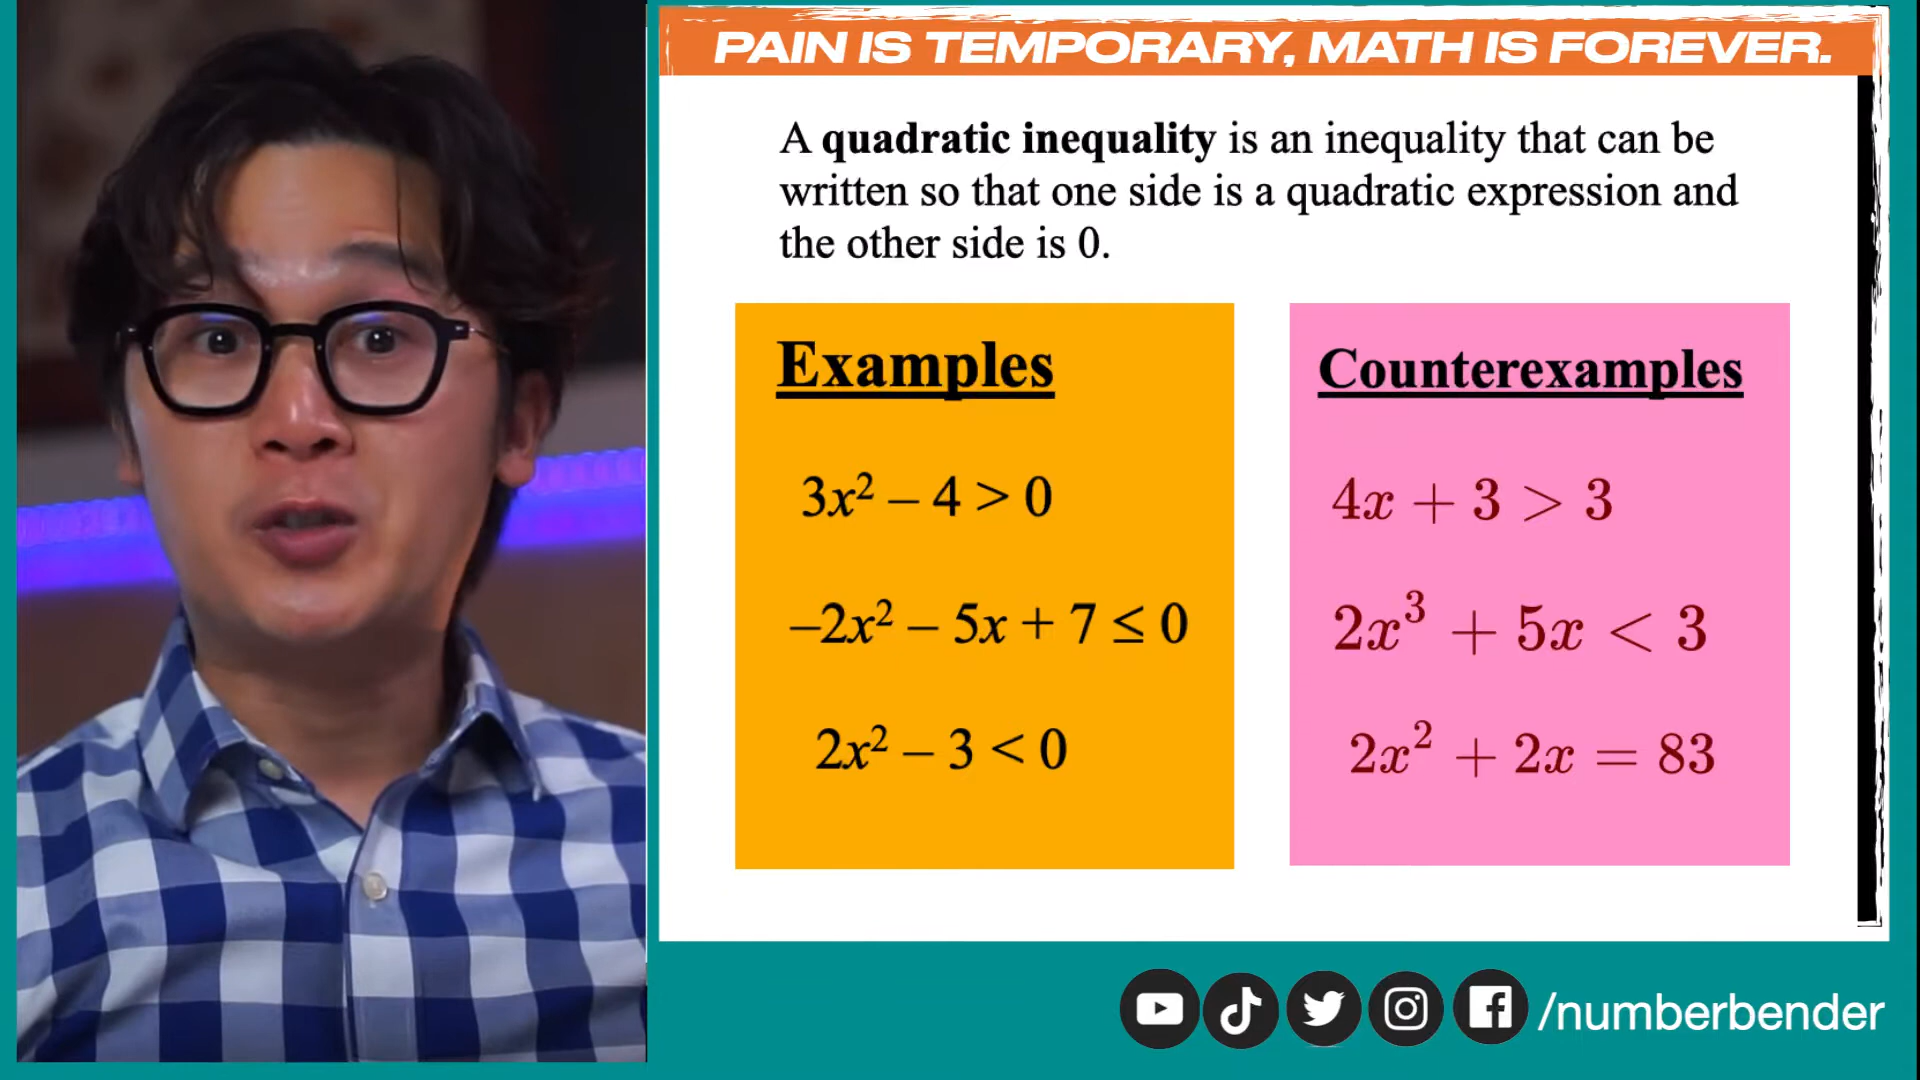 PAIN IS TEMPORARY, MATH IS FOREVER.
A quadratic inequality is an inequality that can be
written so that one side is a quadratic expression and
the other side is 0.
Examples
3x² – 4 > 0
–2x² – 5x + 7 ≤ 0
2x² – 3 < 0
Counterexamples
4x + 3 > 3
2x³ + 5x < 3
2x² + 2x = 83
/numberbender